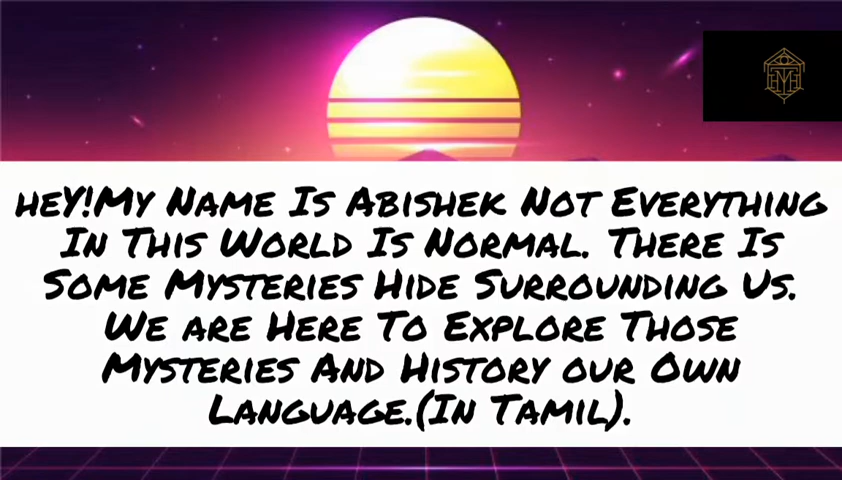 heY!My Name Is Abishek Not Everything
In This World Is Normal. There Is
Some Mysteries Hide Surrounding Us.
We are Here To Explore Those
Mysteries And History our Own
Language.(In Tamil).